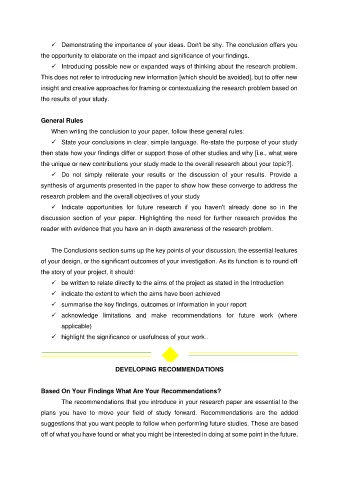 ✓ Demonstrating the importance of your ideas. Don't be shy. The conclusion offers you
the opportunity to elaborate on the impact and significance of your findings.
✓ Introducing possible new or expanded ways of thinking about the research problem.
This does not refer to introducing new information [which should be avoided], but to offer new
insight and creative approaches for framing or contextualizing the research problem based on
the results of your study.
General Rules
When writing the conclusion to your paper, follow these general rules:
✓ State your conclusions in clear, simple language. Re-state the purpose of your study
then state how your findings differ or support those of other studies and why [i.e., what were
the unique or new contributions your study made to the overall research about your topic?].
✓ Do not simply reiterate your results or the discussion of your results. Provide a
synthesis of arguments presented in the paper to show how these converge to address the
research problem and the overall objectives of your study
✓ Indicate opportunities for future research if you haven't already done so in the
discussion section of your paper. Highlighting the need for further research provides the
reader with evidence that you have an in-depth awareness of the research problem.
The Conclusions section sums up the key points of your discussion, the essential features
of your design, or the significant outcomes of your investigation. As its function is to round off
the story of your project, it should:
✓ be written to relate directly to the aims of the project as stated in the Introduction
✓ indicate the extent to which the aims have been achieved
✓ summarise the key findings, outcomes or information in your report
✓ acknowledge limitations and make recommendations for future work (where
applicable)
✓ highlight the significance or usefulness of your work..
DEVELOPING RECOMMENDATIONS
Based On Your Findings What Are Your Recommendations?
The recommendations that you introduce in your research paper are essential to the
plans you have to move your field of study forward. Recommendations are the added
suggestions that you want people to follow when performing future studies. These are based
off of what you have found or what you might be interested in doing at some point in the future.